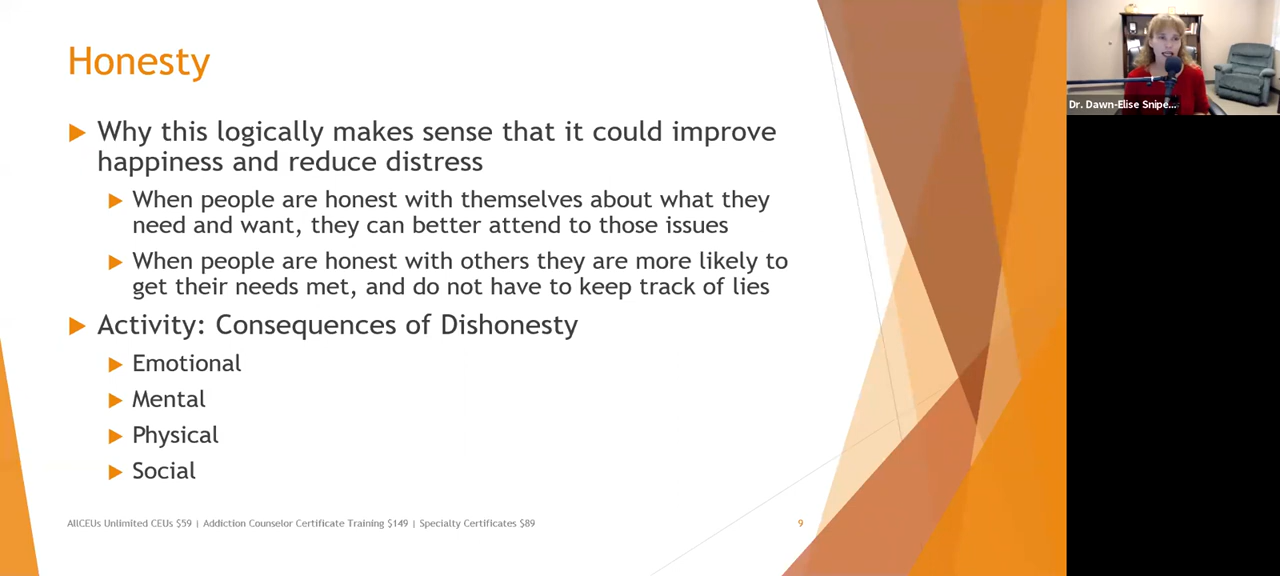 Honesty
Why this logically makes sense that it could improve
happiness and reduce distress
When people are honest with themselves about what they
need and want, they can better attend to those issues
When people are honest with others they are more likely to
get their needs met, and do not have to keep track of lies
Activity: Consequences of Dishonesty
Emotional
Mental
Physical
Social
AllCEUs Unlimited CEUs $59 | Addiction Counselor Certificate Training $149 | Specialty Certificates $89
9
Dr. Dawn-Elise Snipe...